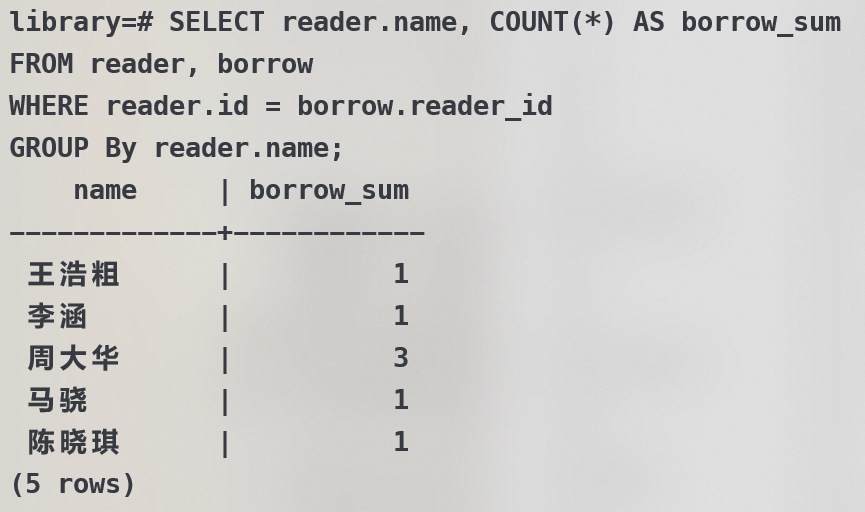 library=# SELECT reader.name, COUNT(*) AS borrow_sum
FROM reader, borrow
WHERE reader.id = borrow.reader_id
GROUP By reader.name;
    name     | borrow_sum
-------------+------------
 王浩粗      |          1
 李涵        |          1
 周大华      |          3
 马骁        |          1
 陈晓琪      |          1
(5 rows)